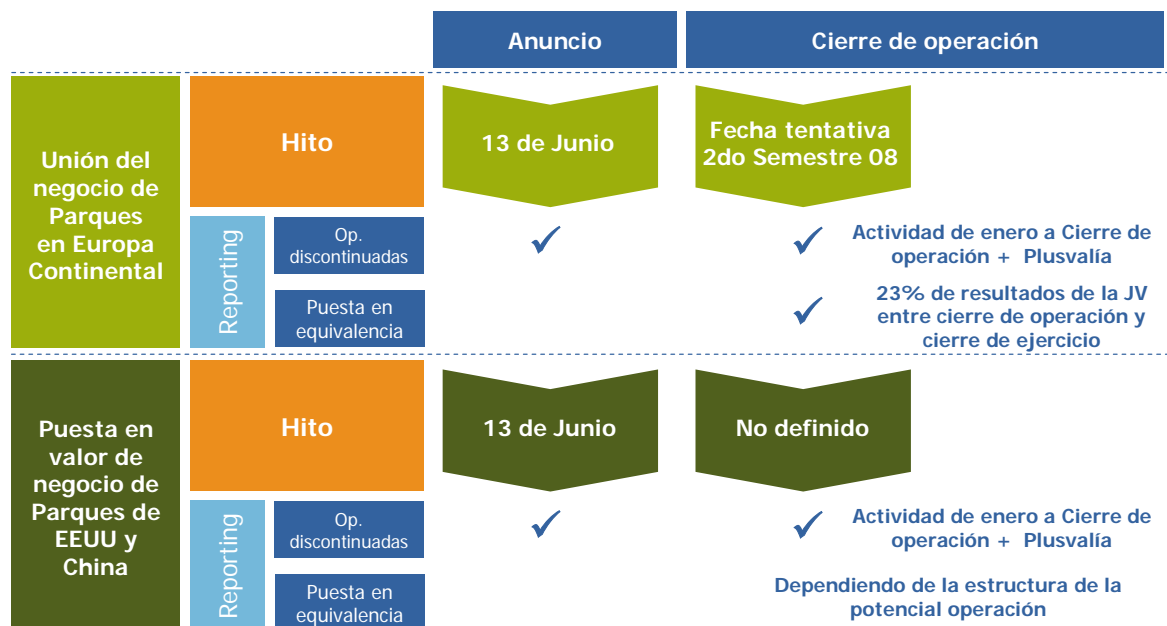 Anuncio
Cierre de operación
Unión del
negocio de
Parques
en Europa
Continental
Hito
13 de Junio
Fecha tentativa
2do Semestre 08
Reporting
Op.
discontinuadas
✓
✓
Actividad de enero a Cierre de
operación + Plusvalía
Puesta en
equivalencia
✓
23% de resultados de la JV
entre cierre de operación y
cierre de ejercicio
Puesta en
valor de
negocio de
Parques de
EEUU y
China
Hito
13 de Junio
No definido
Reporting
Op.
discontinuadas
✓
✓
Actividad de enero a Cierre de
operación + Plusvalía
Puesta en
equivalencia
Dependiendo de la estructura de la
potencial operación